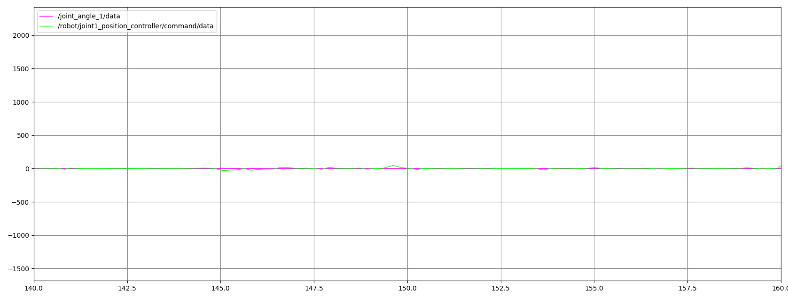 /joint_angle_1/data
/robot/joint1_position_controller/command/data
2000
1500
1000
500
0
−500
−1000
−1500
140.0 142.5 145.0 147.5 150.0 152.5 155.0 157.5 160.0